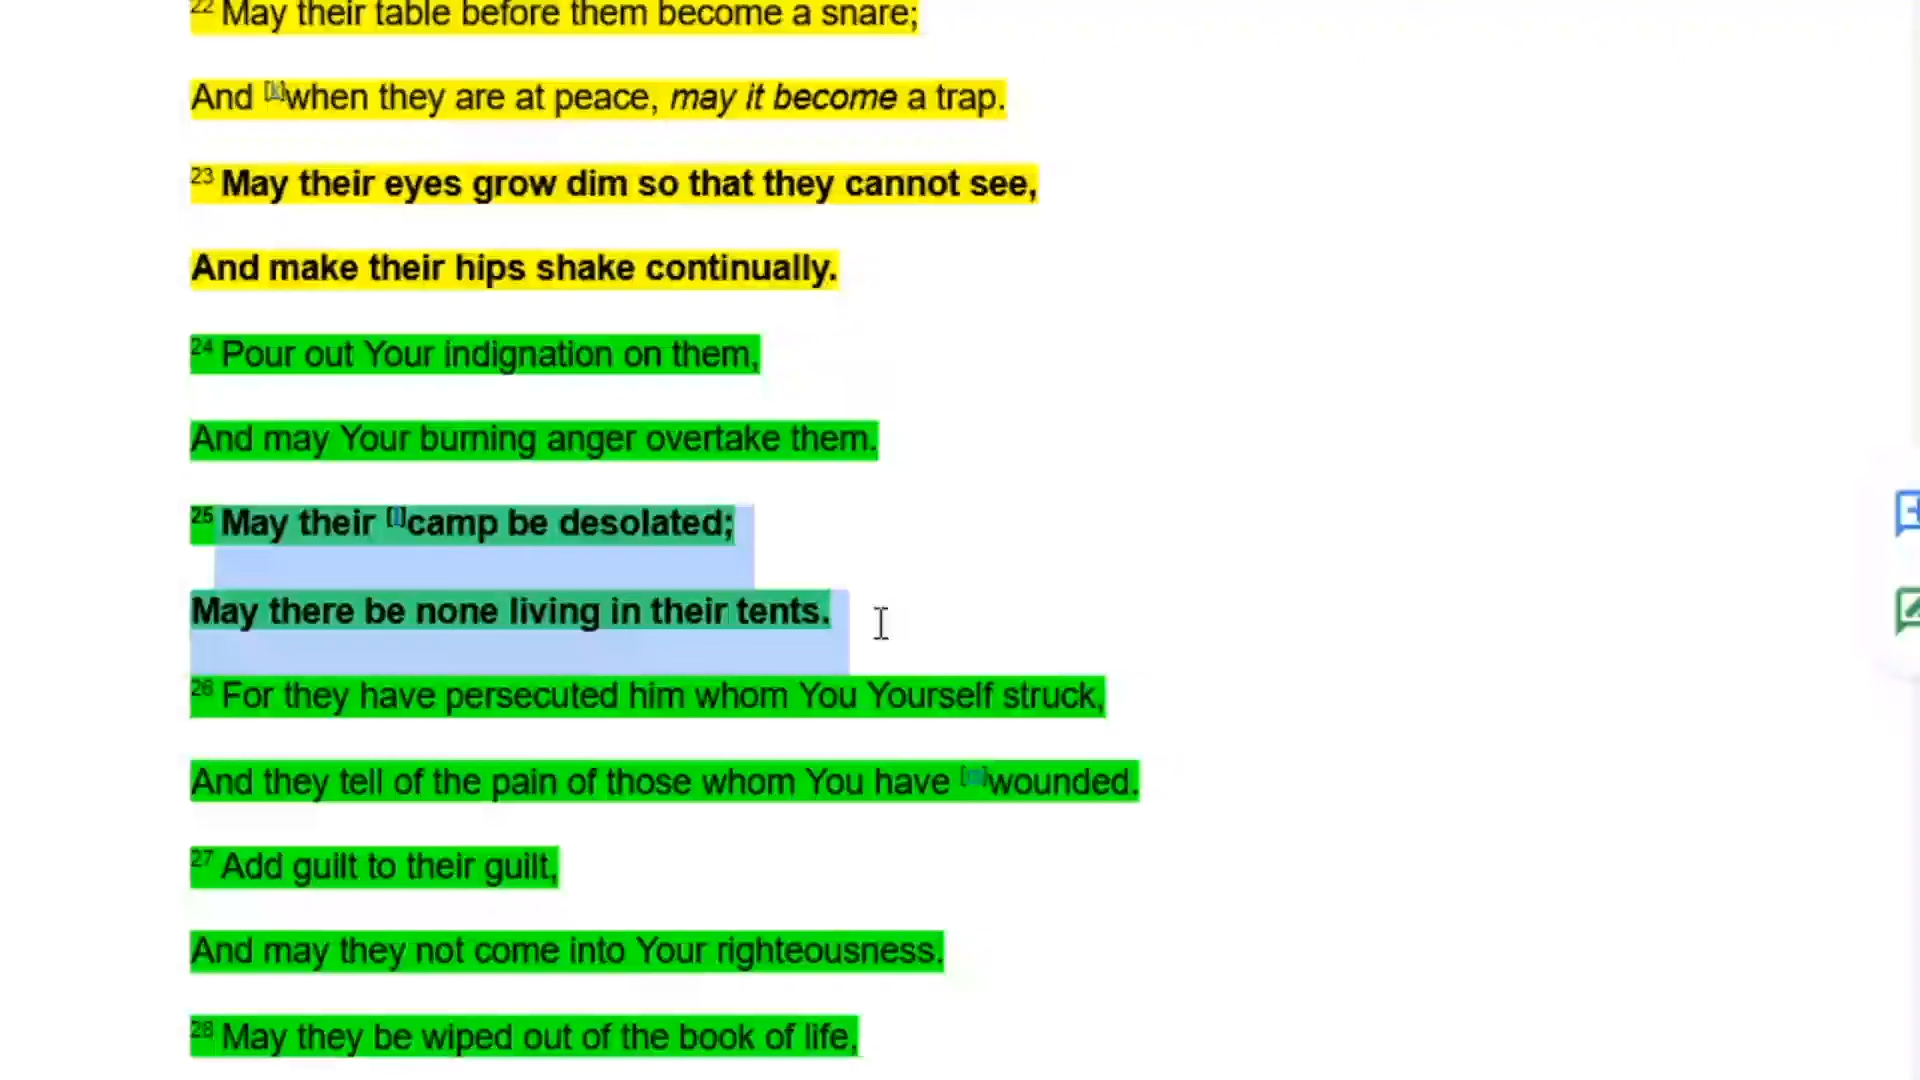 22 May their table before them become a snare;
And [k]when they are at peace, may it become a trap.
23 May their eyes grow dim so that they cannot see,
And make their hips shake continually.
24 Pour out Your indignation on them,
And may Your burning anger overtake them.
25 May their [l]camp be desolated;
May there be none living in their tents.
26 For they have persecuted him whom You Yourself struck,
And they tell of the pain of those whom You have [m]wounded.
27 Add guilt to their guilt,
And may they not come into Your righteousness.
28 May they be wiped out of the book of life,